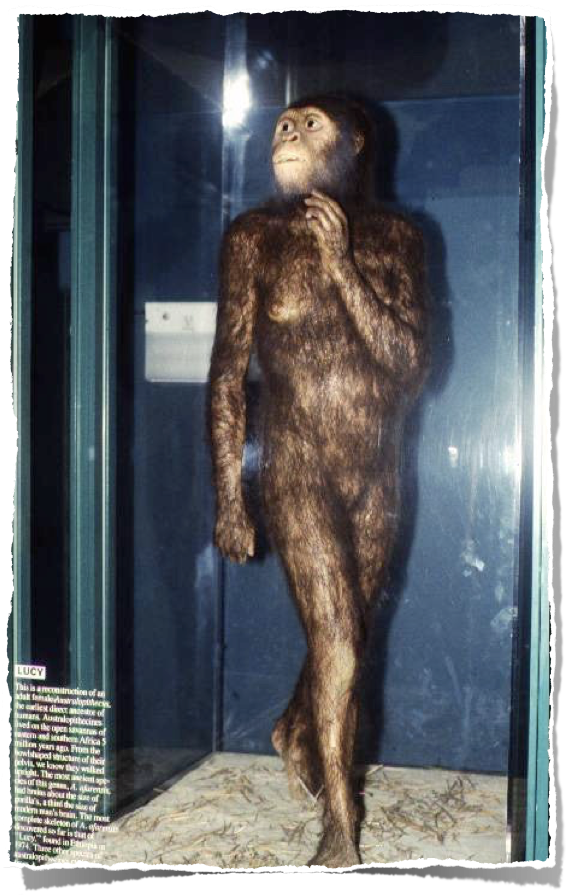 LUCY
This is a reconstruction of an
adult female Australopithecus,
the earliest direct ancestor of
humans. Australopithecines
lived on the open savannas of
eastern and southern Africa 5
million years ago. From the
bowlshaped structure of their
pelvis, we know they walked
upright. The most ancient spe-
cies of this genus, A. afarensis,
had brains about the size of
gorilla's, a third the size of
modern man's brain. The most
complete skeleton of A. afarensis
discovered so far is that of
"Lucy," found in Ethiopia in
1974. Three other species of
australopithecines